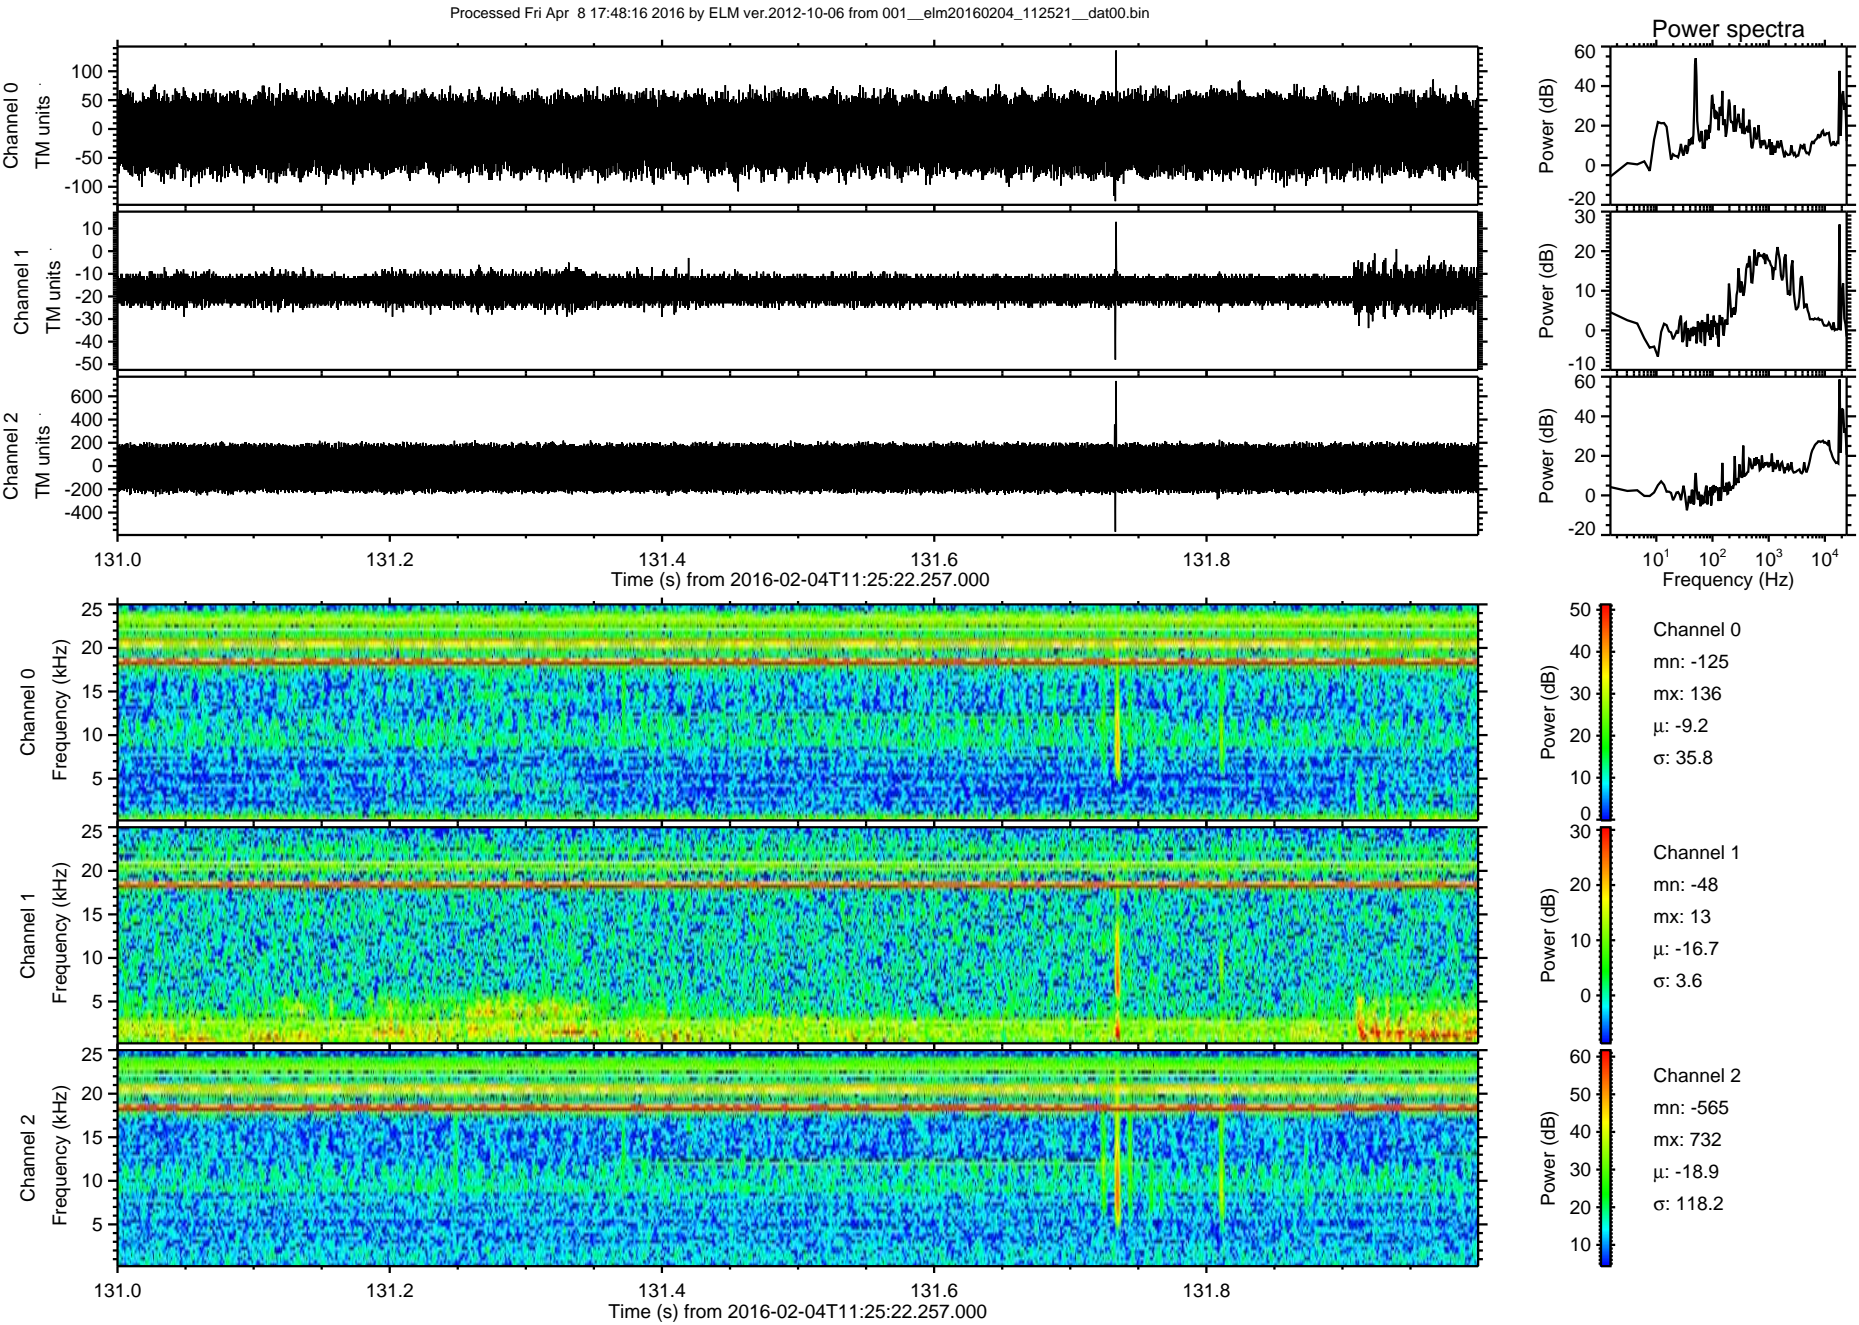 Processed Fri Apr  8 17:48:16 2016 by ELM ver.2012-10-06 from 001__elm20160204_112521__dat00.bin
Power spectra
Channel 0
TM units
100
50
0
-50
-100
Power (dB)
60
40
20
0
-20
Channel 1
TM units
10
0
-10
-20
-30
-40
-50
Power (dB)
30
20
10
0
-10
Channel 2
TM units
600
400
200
0
-200
-400
Power (dB)
60
40
20
0
-20
131.0 131.2 131.4 131.6 131.8
Time (s) from 2016-02-04T11:25:22.257.000
10^1 10^2 10^3 10^4
Frequency (Hz)
Channel 0
Frequency (kHz)
25
20
15
10
5
Power (dB)
50
40
30
20
10
0
Channel 0
mn: -125
mx: 136
μ: -9.2
σ: 35.8
Channel 1
Frequency (kHz)
25
20
15
10
5
Power (dB)
30
20
10
0
Channel 1
mn: -48
mx: 13
μ: -16.7
σ: 3.6
Channel 2
Frequency (kHz)
25
20
15
10
5
Power (dB)
60
50
40
30
20
10
Channel 2
mn: -565
mx: 732
μ: -18.9
σ: 118.2
131.0 131.2 131.4 131.6 131.8
Time (s) from 2016-02-04T11:25:22.257.000